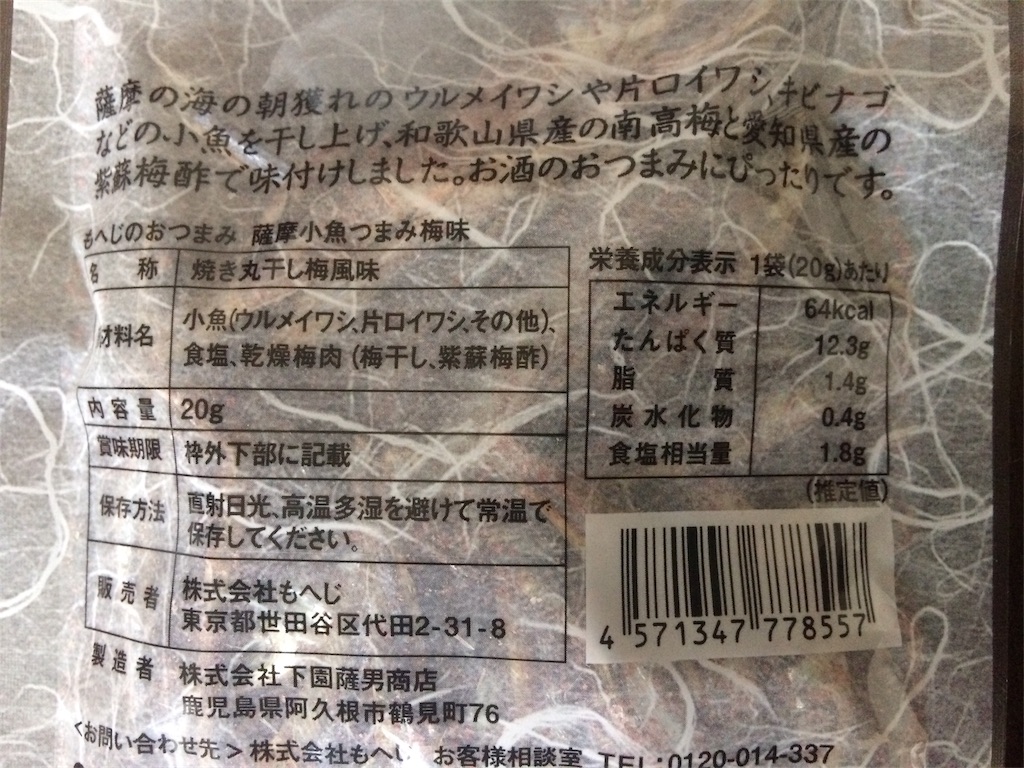 薩摩の海の朝獲れのウルメイワシや片口イワシ、キビナゴ
などの、小魚を干し上げ、和歌山県産の南高梅と愛知県産の
紫蘇梅酢で味付けしました。お酒のおつまみにぴったりです。
もへじのおつまみ 薩摩小魚つまみ梅味
名称 焼き丸干し梅風味
材料名 小魚(ウルメイワシ、片口イワシ、その他)、
食塩、乾燥梅肉(梅干し、紫蘇梅酢)
内容量 20g
賞味期限 枠外下部に記載
保存方法 直射日光、高温多湿を避けて常温で
保存してください。
販売者 株式会社もへじ
東京都世田谷区代田2-31-8
製造者 株式会社下園薩男商店
鹿児島県阿久根市鶴見町76
<お問い合わせ先>株式会社もへじ お客様相談室 TEL:0120-014-337
栄養成分表示 1袋(20g)あたり
エネルギー 64kcal
たんぱく質 12.3g
脂質 1.4g
炭水化物 0.4g
食塩相当量 1.8g
(推定値)
4 571347 778557